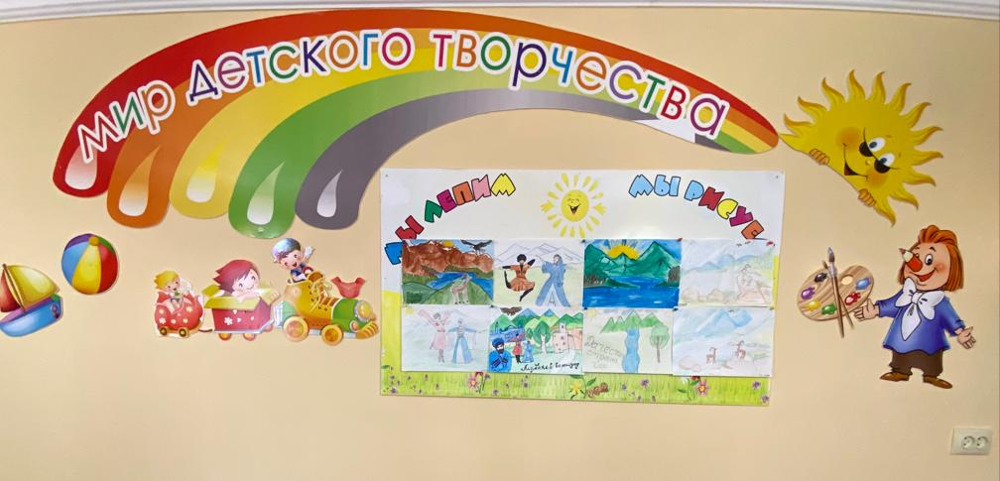 мир детского творчества
мы лепим
мы рисуе